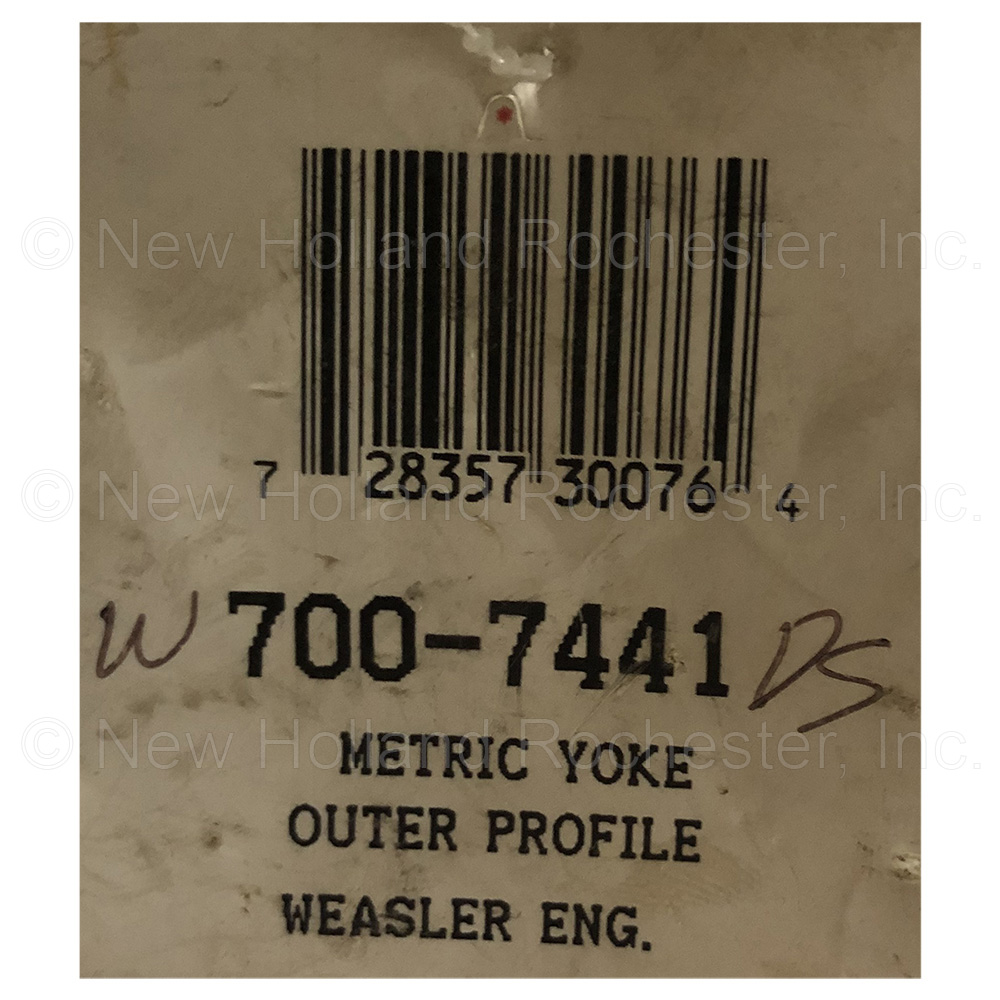 © New Holland Rochester, Inc.
7 28357 30076 4
© New Holland Rochester, Inc.
W 700-7441 DS
© New Holland Rochester, Inc.
METRIC YOKE
OUTER PROFILE
WEASLER ENG.